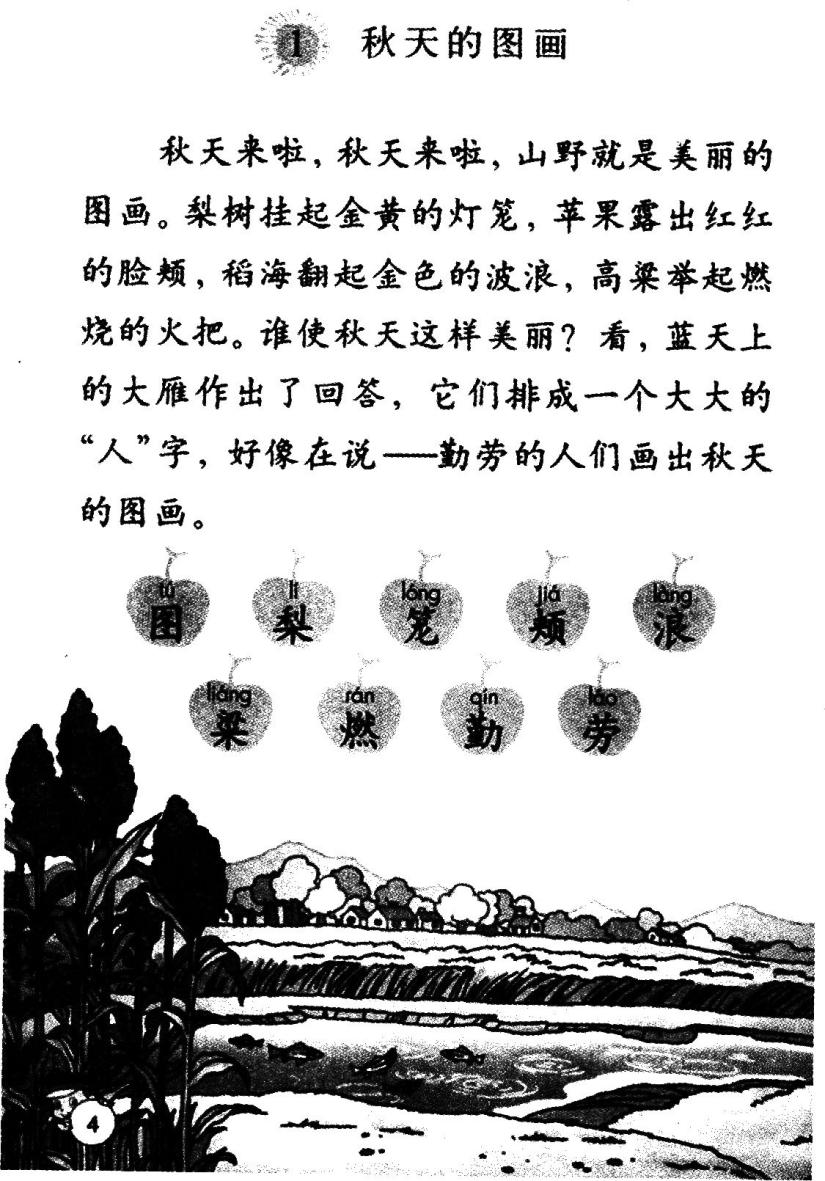 1 秋天的图画
秋天来啦，秋天来啦，山野就是美丽的
图画。梨树挂起金黄的灯笼，苹果露出红红
的脸颊，稻海翻起金色的波浪，高粱举起燃
烧的火把。谁使秋天这样美丽？看，蓝天上
的大雁作出了回答，它们排成一个大大的
“人”字，好像在说——勤劳的人们画出秋天
的图画。
tú lí lóng jiá làng
图 梨 笼 颊 浪
liáng rán qín láo
粱 燃 勤 劳
4